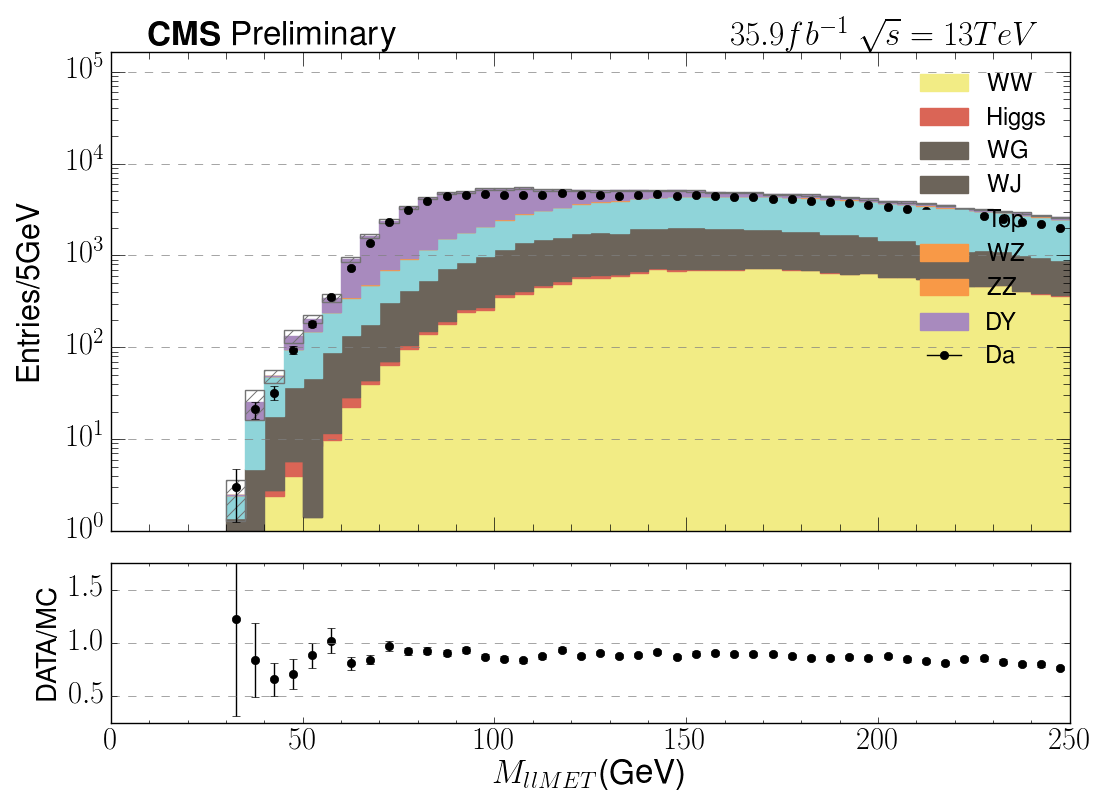 CMS Preliminary 35.9fb⁻¹ √s = 13TeV
Entries/5GeV
10⁵
10⁴
10³
10²
10¹
10⁰
WW
Higgs
WG
WJ
Top
WZ
ZZ
DY
Da
DATA/MC
1.5
1.0
0.5
0 50 100 150 200 250
M_{llMET}(GeV)